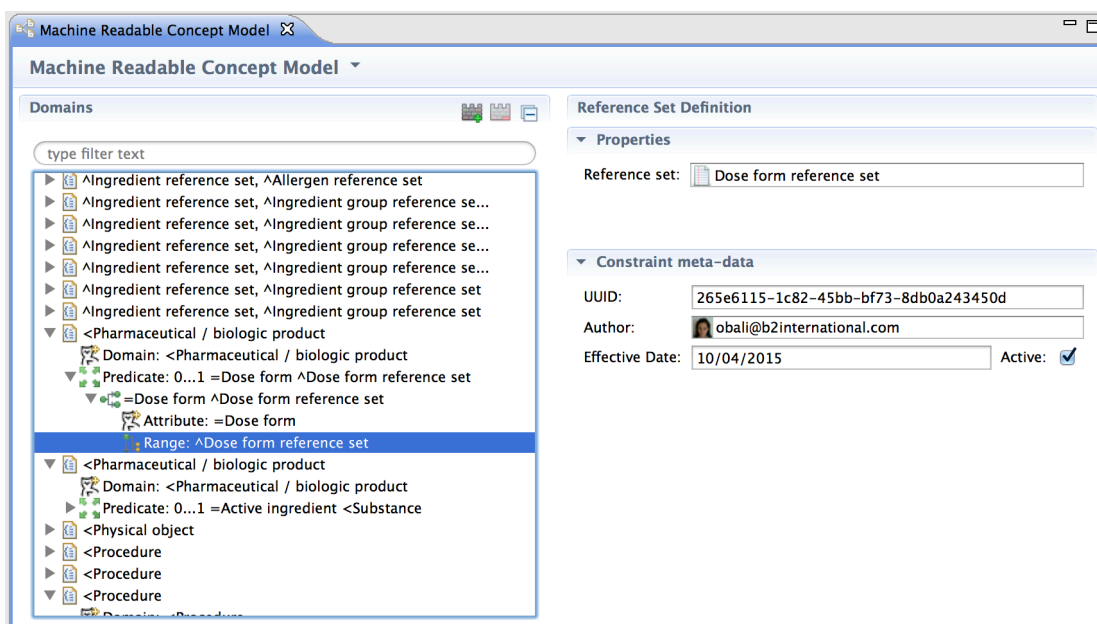 Machine Readable Concept Model
Machine Readable Concept Model
Domains
type filter text
^Ingredient reference set, ^Allergen reference set
^Ingredient reference set, ^Ingredient group reference se...
^Ingredient reference set, ^Ingredient group reference se...
^Ingredient reference set, ^Ingredient group reference se...
^Ingredient reference set, ^Ingredient group reference se...
^Ingredient reference set, ^Ingredient group reference set
^Ingredient reference set, ^Ingredient group reference set
<Pharmaceutical / biologic product
Domain: <Pharmaceutical / biologic product
Predicate: 0...1 =Dose form ^Dose form reference set
=Dose form ^Dose form reference set
Attribute: =Dose form
Range: ^Dose form reference set
<Pharmaceutical / biologic product
Domain: <Pharmaceutical / biologic product
Predicate: 0...1 =Active ingredient <Substance
<Physical object
<Procedure
<Procedure
<Procedure
Domain: <Procedure
Reference Set Definition
Properties
Reference set: Dose form reference set
Constraint meta-data
UUID: 265e6115-1c82-45bb-bf73-8db0a243450d
Author: obali@b2international.com
Effective Date: 10/04/2015 Active: